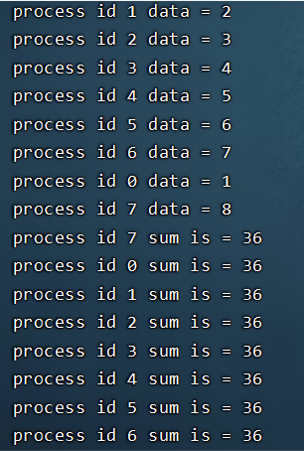 process id 1 data = 2
process id 2 data = 3
process id 3 data = 4
process id 4 data = 5
process id 5 data = 6
process id 6 data = 7
process id 0 data = 1
process id 7 data = 8
process id 7 sum is = 36
process id 0 sum is = 36
process id 1 sum is = 36
process id 2 sum is = 36
process id 3 sum is = 36
process id 4 sum is = 36
process id 5 sum is = 36
process id 6 sum is = 36